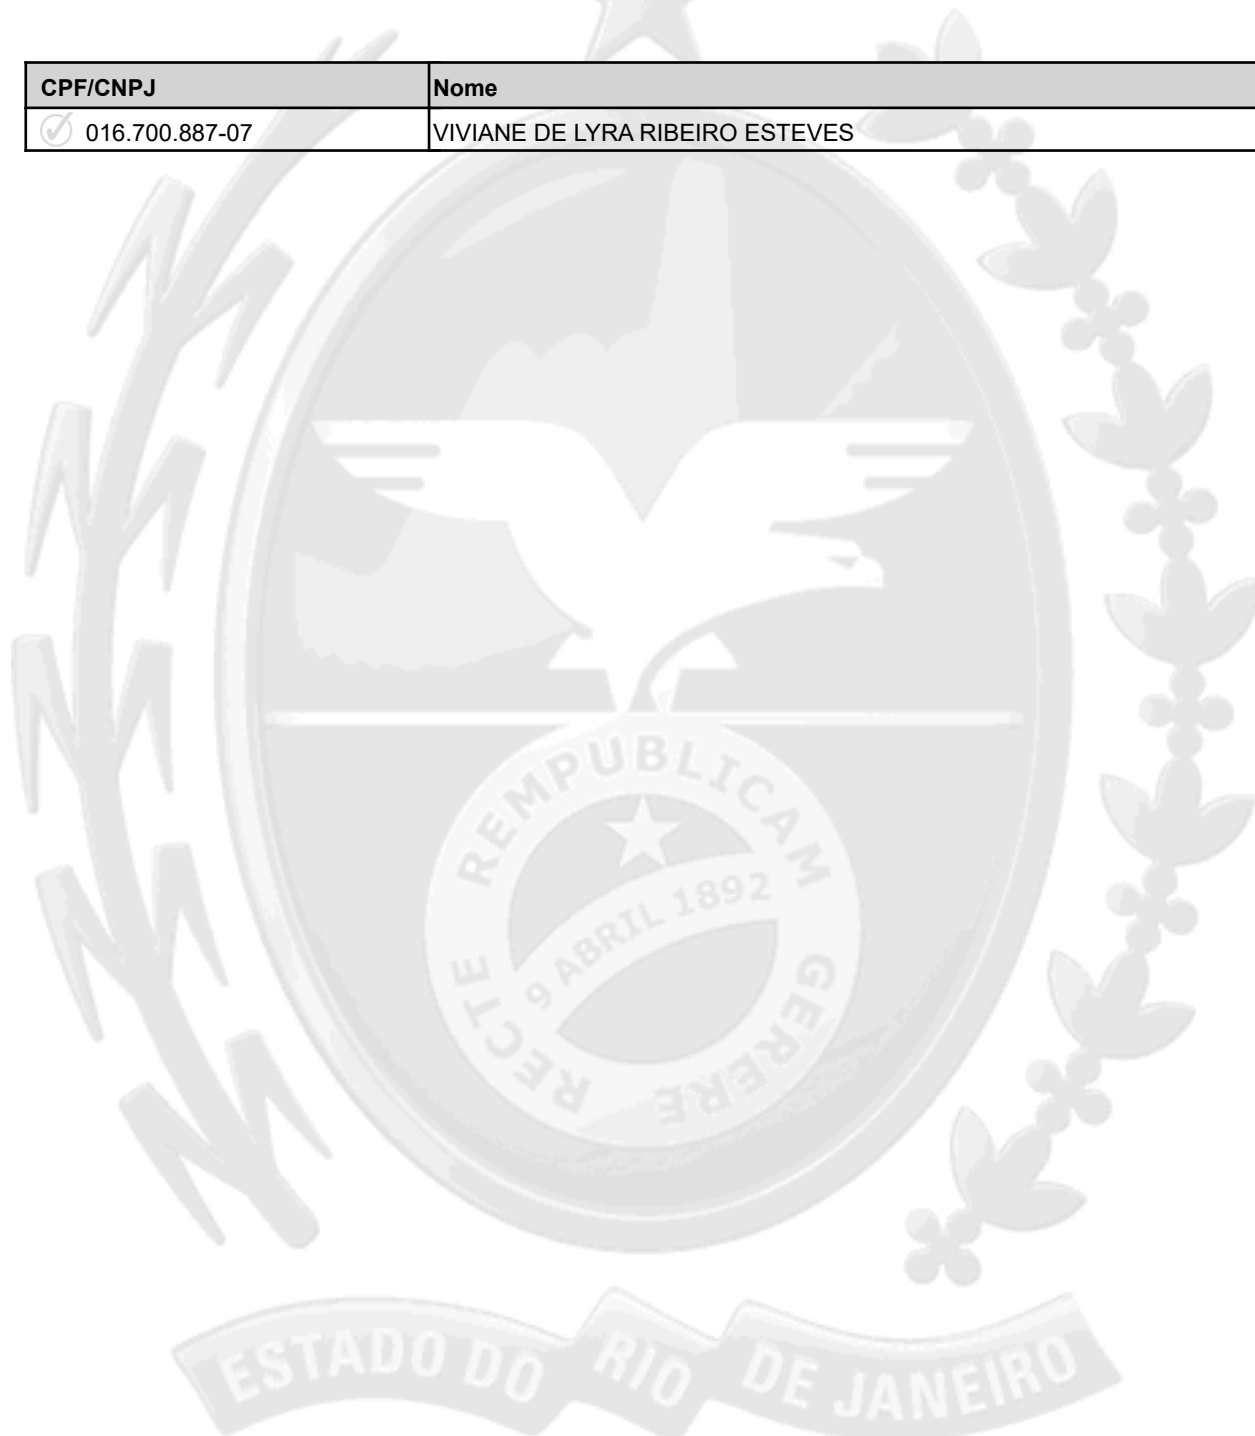 CPF/CNPJ Nome
016.700.887-07 VIVIANE DE LYRA RIBEIRO ESTEVES
RECTE REMPUBLICAM GERERE
9 ABRIL 1892
ESTADO DO RIO DE JANEIRO